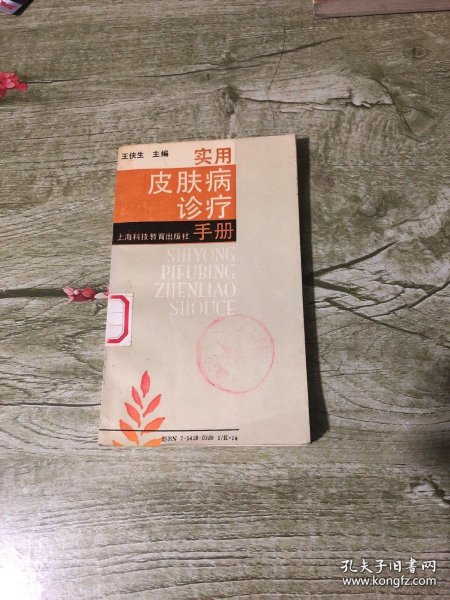 王侠生 主编
实用
皮肤病
诊疗
手册
上海科技教育出版社
SHIYONG
PIFUBING
ZHENLIAO
SHOUCE
孔夫子旧书网
www.kongfz.com